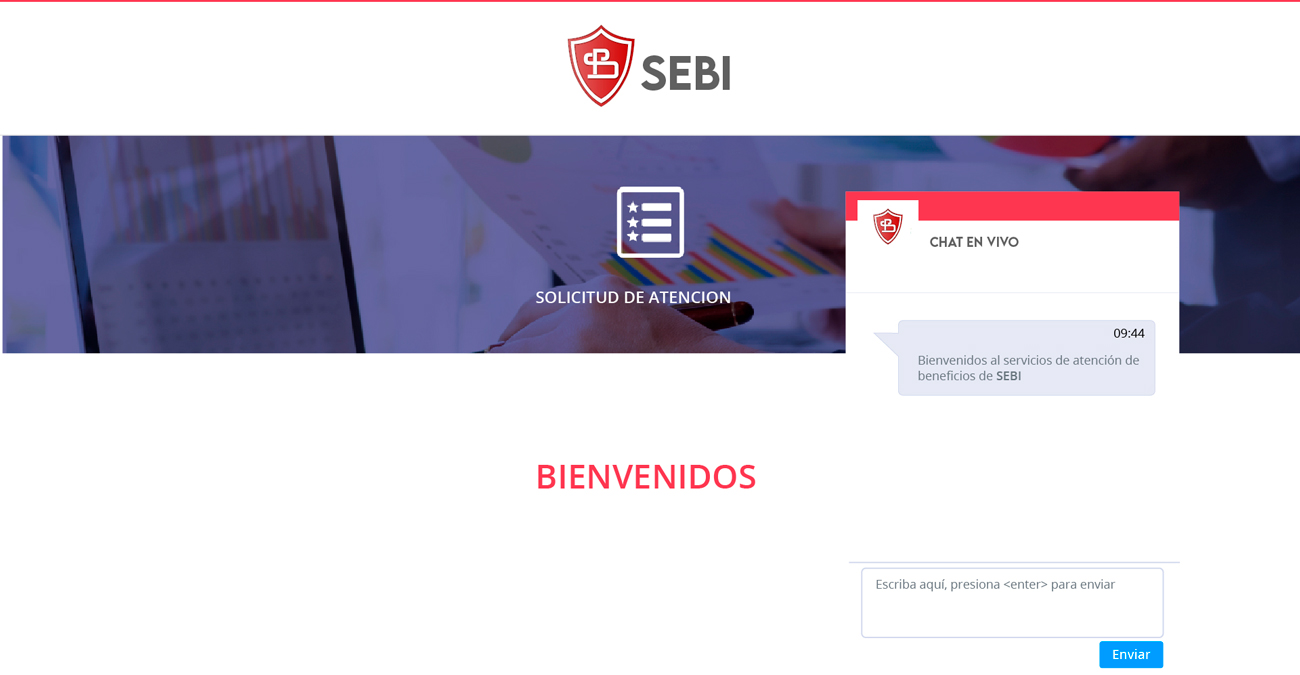 SEBI
SOLICITUD DE ATENCION
CHAT EN VIVO
09:44
Bienvenidos al servicios de atención de
beneficios de SEBI
BIENVENIDOS
Escriba aquí, presiona <enter> para enviar
Enviar